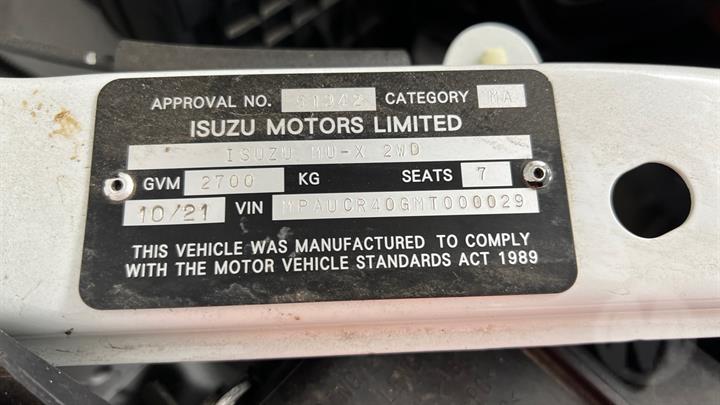 APPROVAL NO. 51342 CATEGORY MA
ISUZU MOTORS LIMITED
ISUZU MU-X 2WD
GVM 2700 KG SEATS 7
10/21 VIN MPAUCR40GMT000029
THIS VEHICLE WAS MANUFACTURED TO COMPLY
WITH THE MOTOR VEHICLE STANDARDS ACT 1989